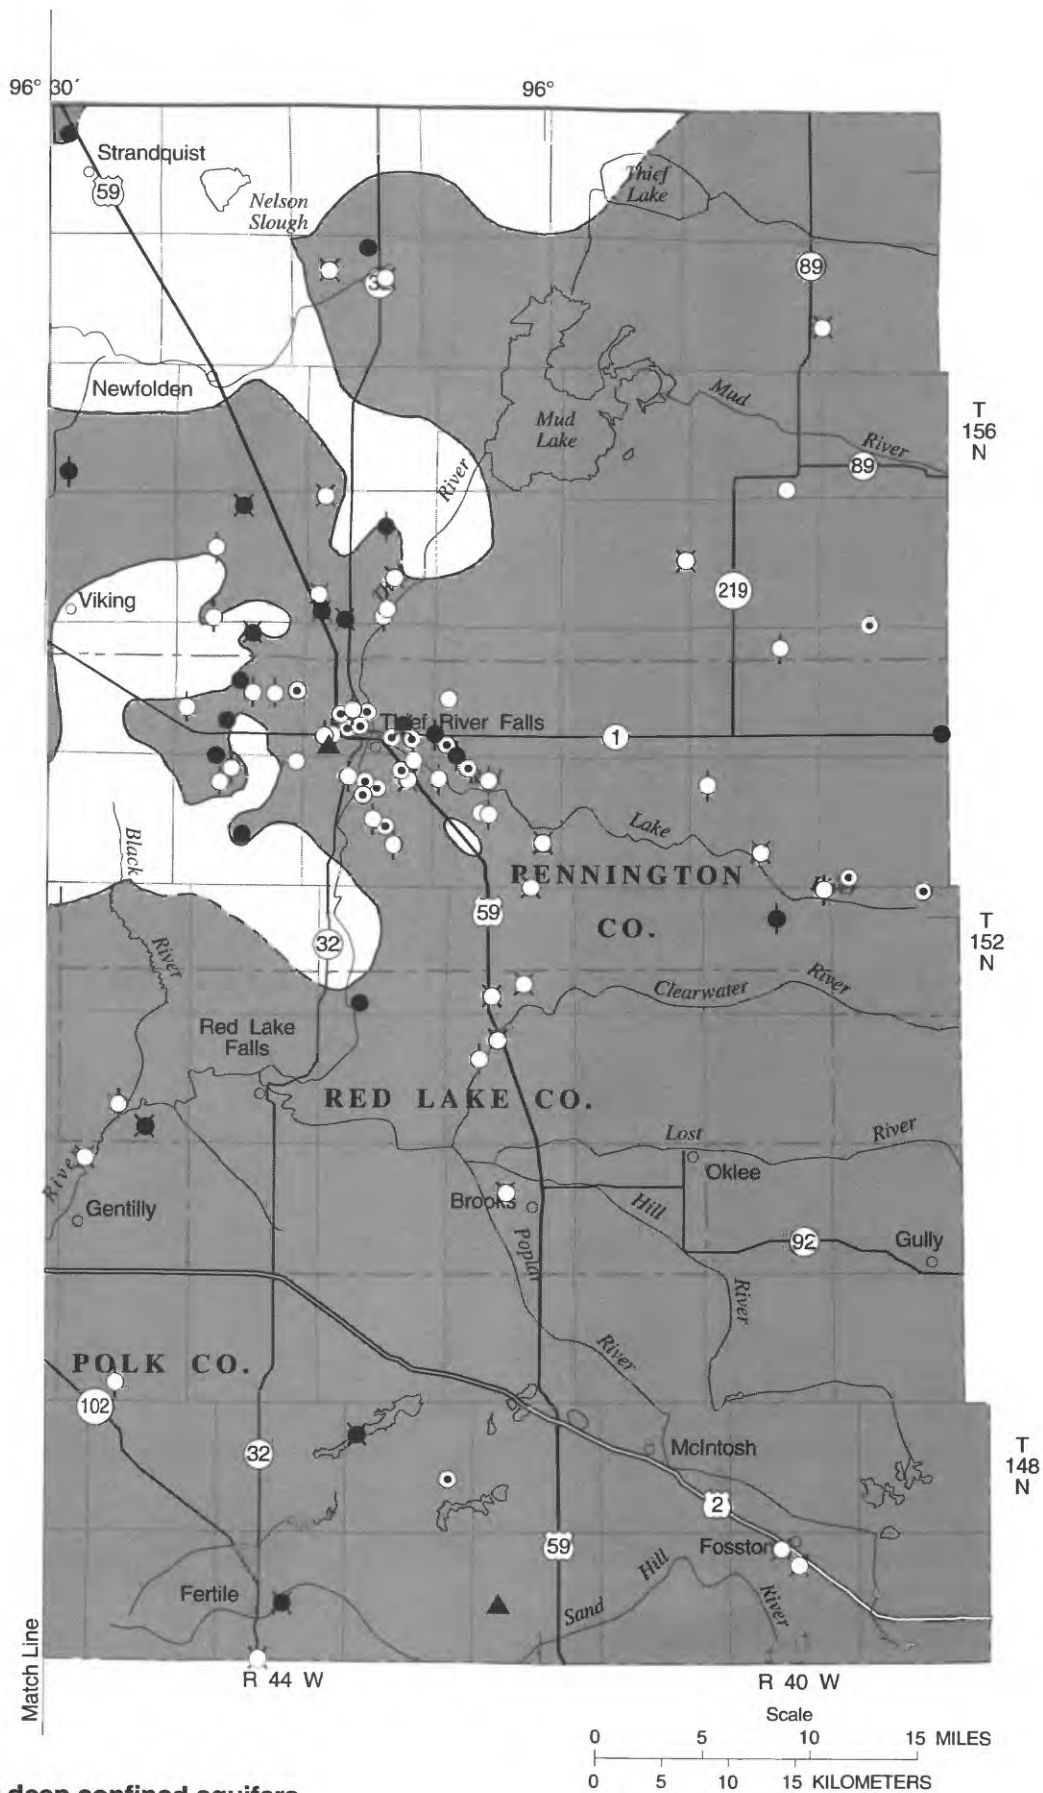 96° 30´
96°
Strandquist
59
Nelson
Slough
Thief
Lake
89
Newfolden
Mud
Lake
Mud
River
89
T
156
N
River
Viking
219
Thief River Falls
1
Lake
Black
PENNINGTON
CO.
River
59
32
T
152
N
River
Clearwater
River
Red Lake
Falls
RED LAKE CO.
Lost
River
Oklee
River
Gentilly
Brooks
Hill
Poplar
92
Gully
River
River
POLK CO.
102
32
McIntosh
T
148
N
2
59
Fosston
Hill
Fertile
Sand
River
Match Line
R 44 W
R 40 W
Scale
0 5 10 15 MILES
0 5 10 15 KILOMETERS
deep confined aquifers